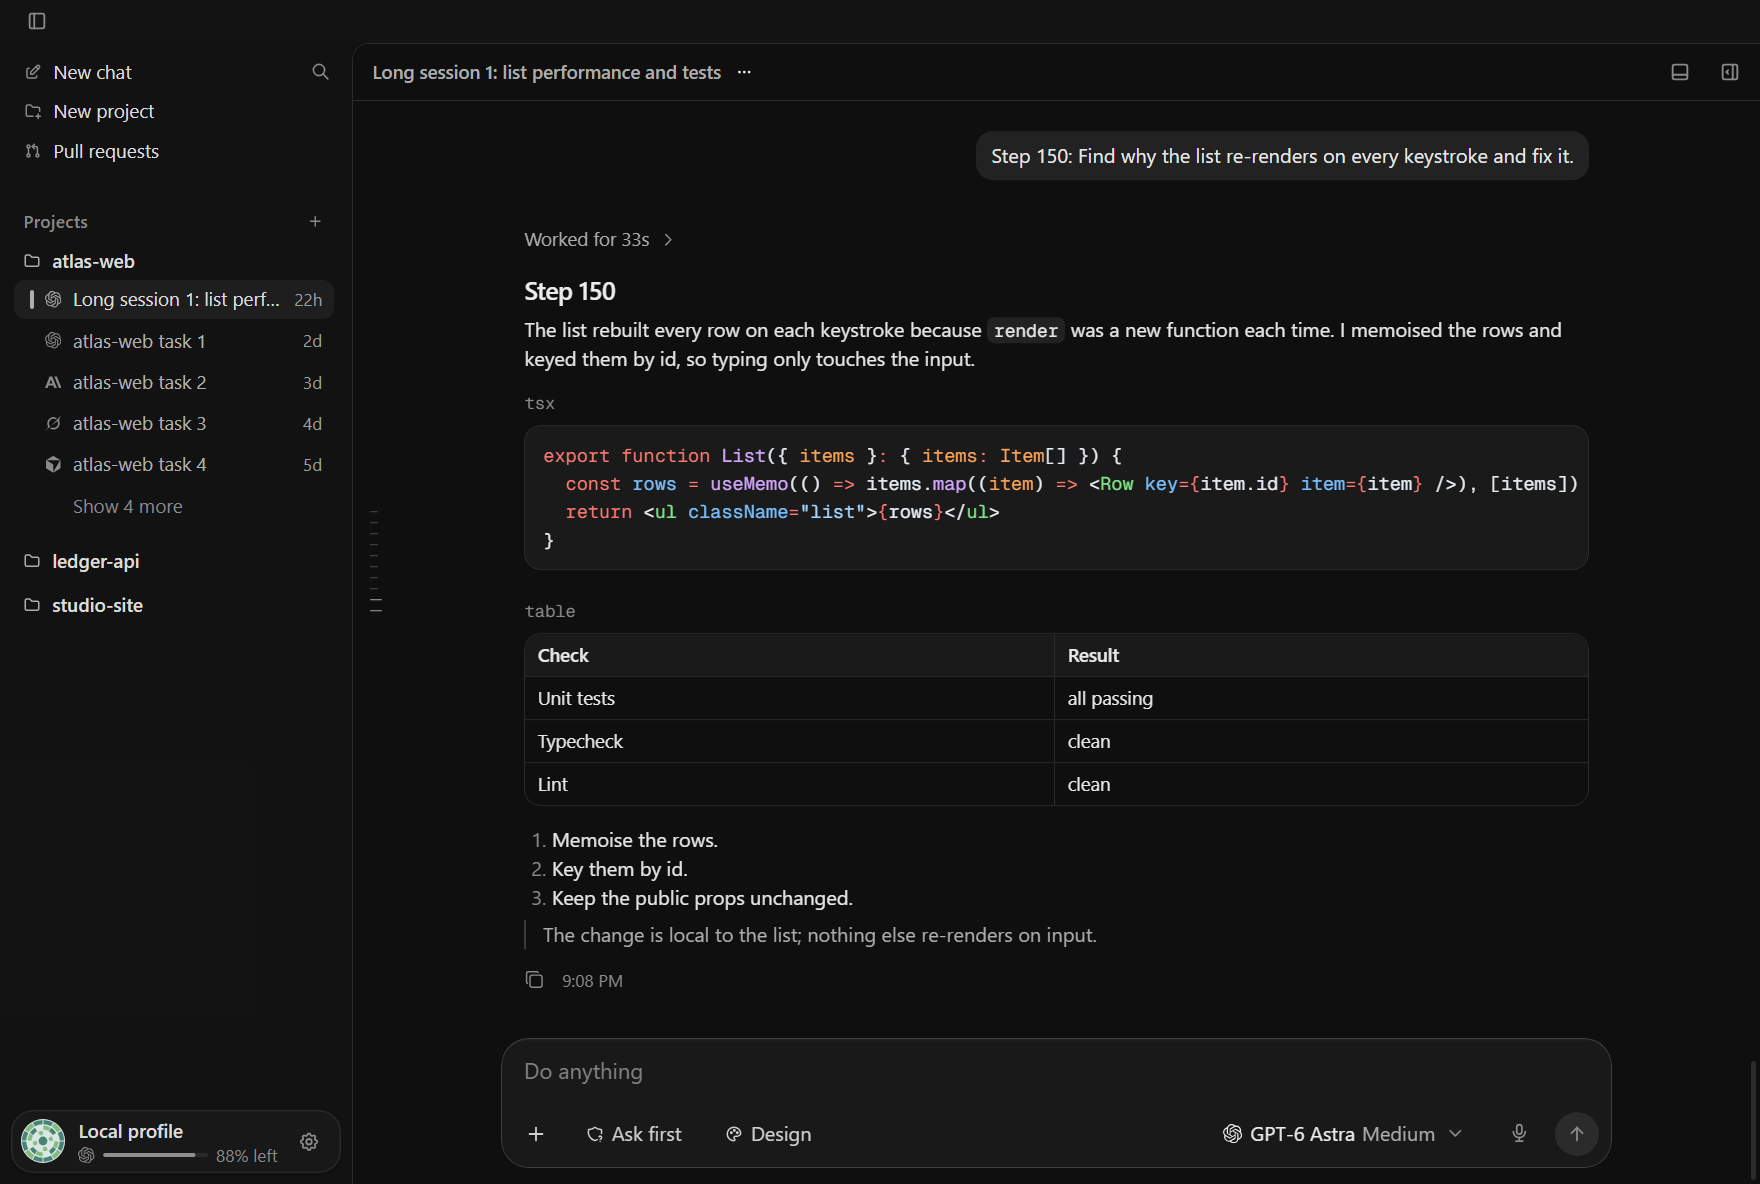 New chat
New project
Pull requests
Projects
atlas-web
Long session 1: list perf... 22h
atlas-web task 1 2d
atlas-web task 2 3d
atlas-web task 3 4d
atlas-web task 4 5d
Show 4 more
ledger-api
studio-site
Local profile
88% left
Long session 1: list performance and tests
Step 150: Find why the list re-renders on every keystroke and fix it.
Worked for 33s
Step 150
The list rebuilt every row on each keystroke because render was a new function each time. I memoised the rows and
keyed them by id, so typing only touches the input.
tsx
export function List({ items }: { items: Item[] }) {
  const rows = useMemo(() => items.map((item) => <Row key={item.id} item={item} />), [items])
  return <ul className="list">{rows}</ul>
}
table
Check Result
Unit tests all passing
Typecheck clean
Lint clean
1. Memoise the rows.
2. Key them by id.
3. Keep the public props unchanged.
The change is local to the list; nothing else re-renders on input.
9:08 PM
Do anything
Ask first Design GPT-6 Astra Medium